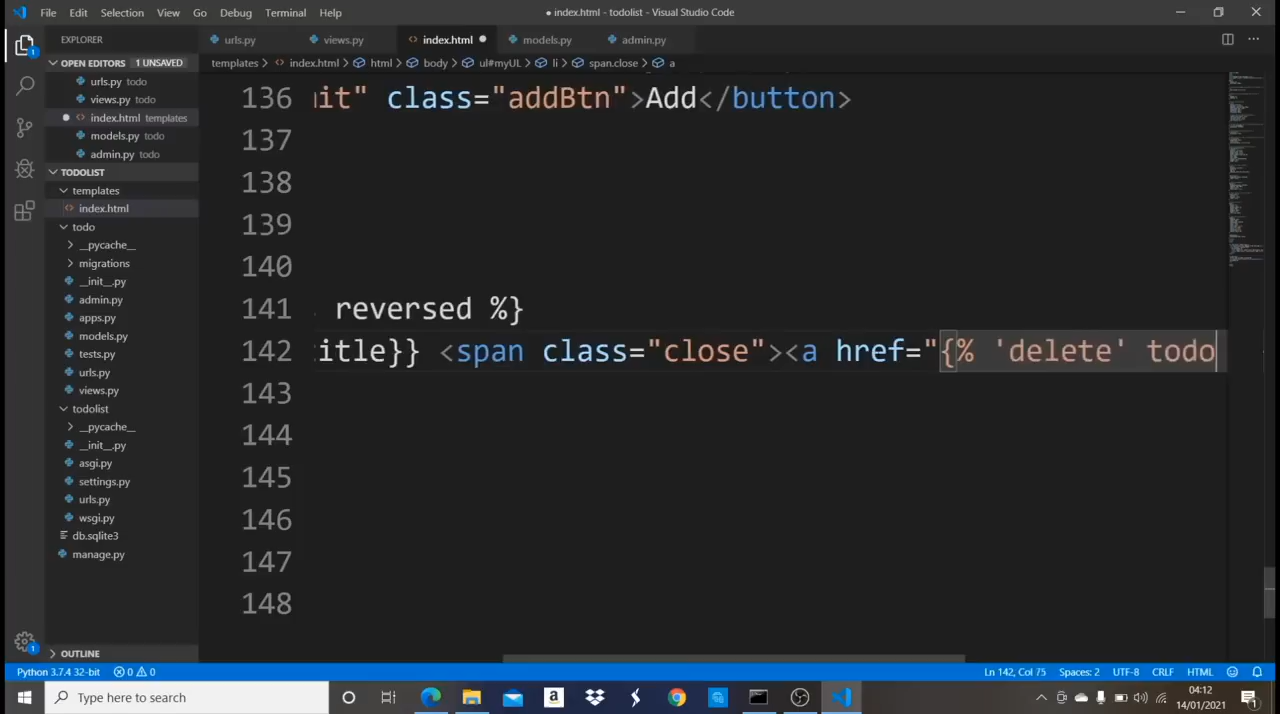 File Edit Selection View Go Debug Terminal Help
● index.html - todolist - Visual Studio Code
EXPLORER
urls.py
views.py
index.html
models.py
admin.py
OPEN EDITORS 1 UNSAVED
templates > index.html > html > body > ul#myUL > li > span.close > a
urls.py todo
views.py todo
index.html templates
models.py todo
admin.py todo
TODOLIST
templates
index.html
todo
__pycache__
migrations
__init__.py
admin.py
apps.py
models.py
tests.py
urls.py
views.py
todolist
__pycache__
__init__.py
asgi.py
settings.py
urls.py
wsgi.py
db.sqlite3
manage.py
OUTLINE
136 it" class="addBtn">Add</button>
137
138
139
140
141 reversed %}
142 itle}} <span class="close"><a href="{% 'delete' todo
143
144
145
146
147
148
Python 3.7.4 32-bit 0 0
Ln 142, Col 75 Spaces: 2 UTF-8 CRLF HTML
Type here to search
04:12
14/01/2021